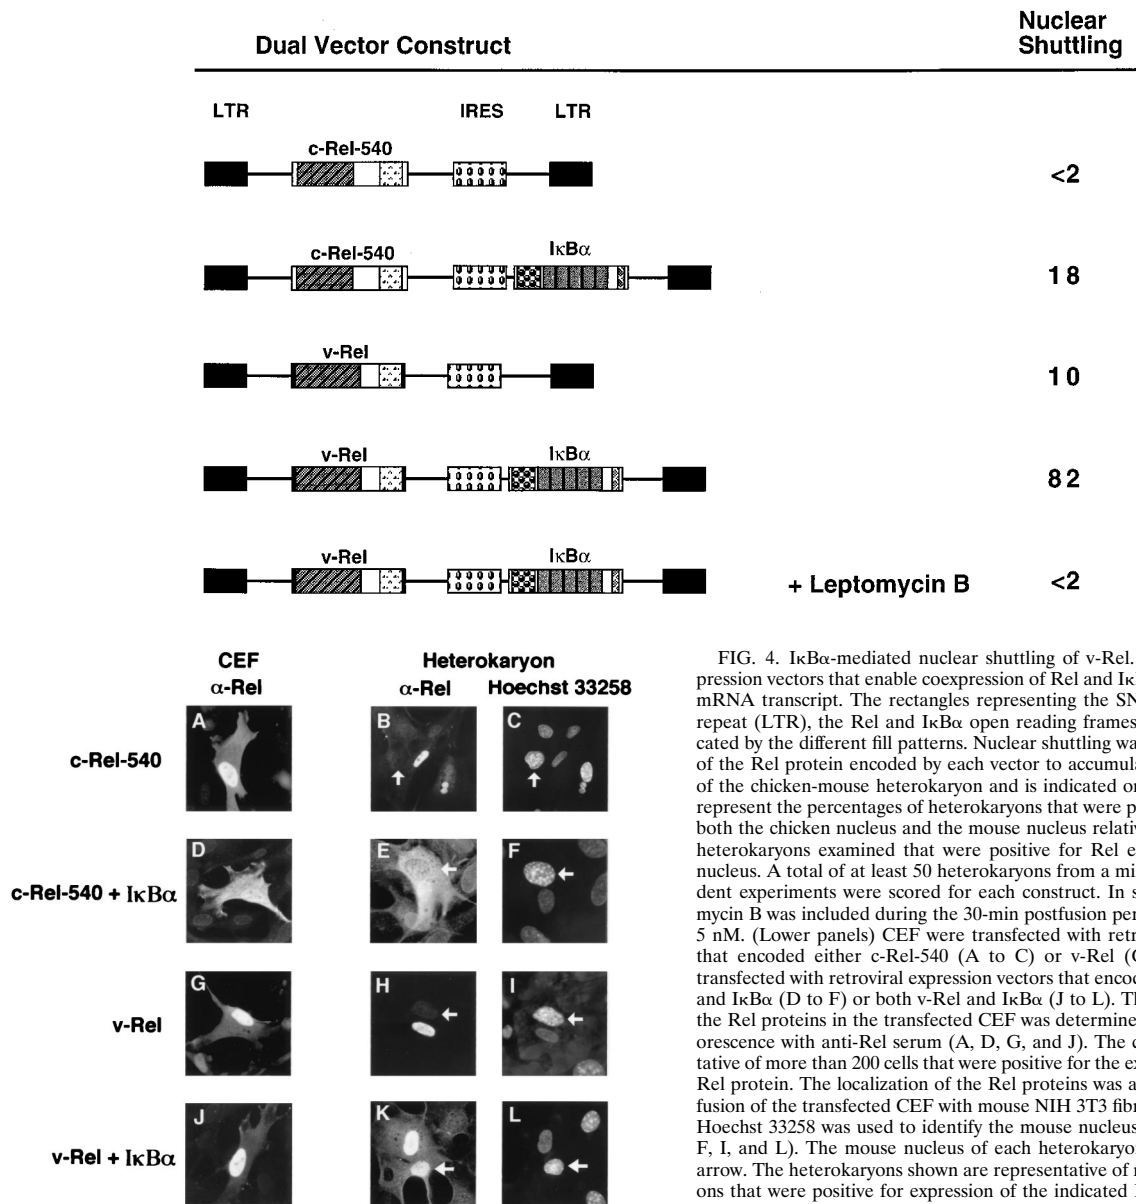 Dual Vector Construct
Nuclear
Shuttling
LTR IRES LTR
c-Rel-540
<2
c-Rel-540 IκBα
18
v-Rel
10
v-Rel IκBα
82
v-Rel IκBα
+ Leptomycin B <2
CEF Heterokaryon
α-Rel α-Rel Hoechst 33258
c-Rel-540 A B C
c-Rel-540 + IκBα D E F
v-Rel G H I
v-Rel + IκBα J K L
FIG. 4. IκBα-mediated nuclear shuttling of v-Rel.
pression vectors that enable coexpression of Rel and Iκ
mRNA transcript. The rectangles representing the SN
repeat (LTR), the Rel and IκBα open reading frames
cated by the different fill patterns. Nuclear shuttling wa
of the Rel protein encoded by each vector to accumula
of the chicken-mouse heterokaryon and is indicated or
represent the percentages of heterokaryons that were p
both the chicken nucleus and the mouse nucleus relativ
heterokaryons examined that were positive for Rel e
nucleus. A total of at least 50 heterokaryons from a mi
dent experiments were scored for each construct. In s
mycin B was included during the 30-min postfusion per
5 nM. (Lower panels) CEF were transfected with retr
that encoded either c-Rel-540 (A to C) or v-Rel (
transfected with retroviral expression vectors that encod
and IκBα (D to F) or both v-Rel and IκBα (J to L). Th
the Rel proteins in the transfected CEF was determine
orescence with anti-Rel serum (A, D, G, and J). The c
tative of more than 200 cells that were positive for the ex
Rel protein. The localization of the Rel proteins was a
fusion of the transfected CEF with mouse NIH 3T3 fibr
Hoechst 33258 was used to identify the mouse nucleus
F, I, and L). The mouse nucleus of each heterokaryon
arrow. The heterokaryons shown are representative of
ons that were positive for expression of the indicated